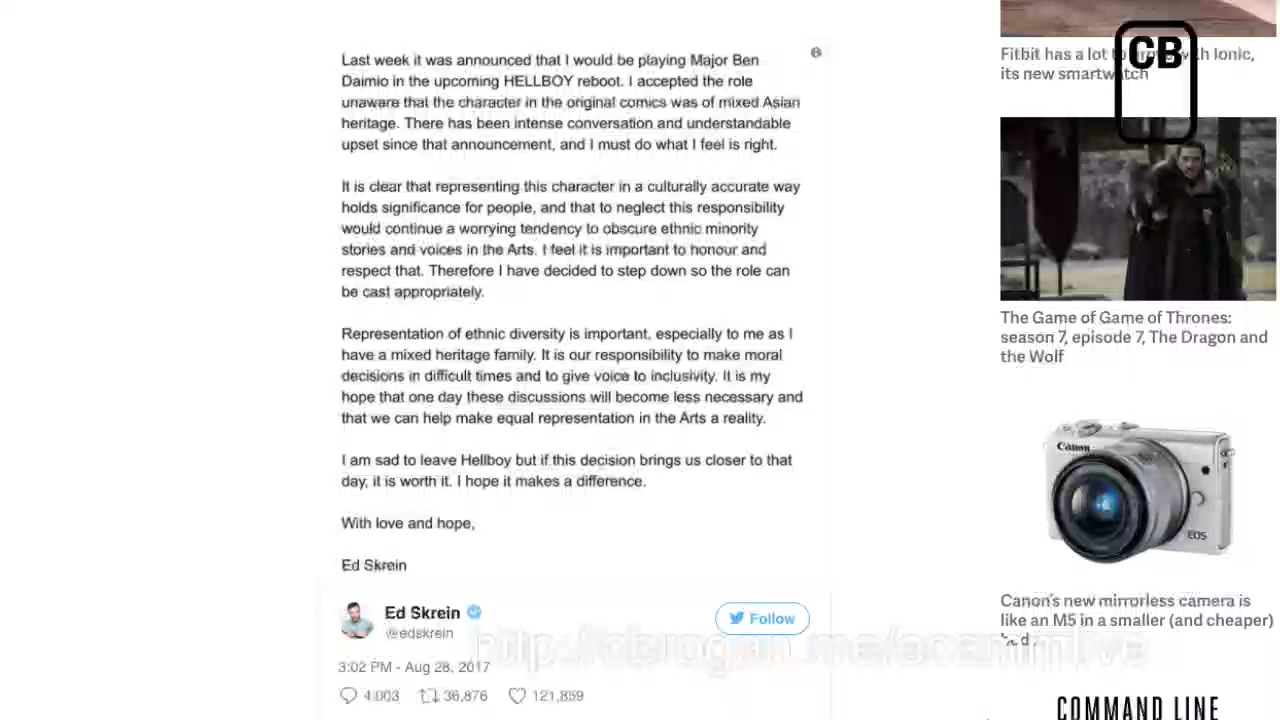 Last week it was announced that I would be playing Major Ben
Daimio in the upcoming HELLBOY reboot. I accepted the role
unaware that the character in the original comics was of mixed Asian
heritage. There has been intense conversation and understandable
upset since that announcement, and I must do what I feel is right.
It is clear that representing this character in a culturally accurate way
holds significance for people, and that to neglect this responsibility
would continue a worrying tendency to obscure ethnic minority
stories and voices in the Arts. I feel it is important to honour and
respect that. Therefore I have decided to step down so the role can
be cast appropriately.
Representation of ethnic diversity is important, especially to me as I
have a mixed heritage family. It is our responsibility to make moral
decisions in difficult times and to give voice to inclusivity. It is my
hope that one day these discussions will become less necessary and
that we can help make equal representation in the Arts a reality.
I am sad to leave Hellboy but if this decision brings us closer to that
day, it is worth it. I hope it makes a difference.
With love and hope,
Ed Skrein
Ed Skrein
@edskrein
Follow
3:02 PM - Aug 28, 2017
4,003 36,876 121,859
CB
Fitbit has a lot to prove with Ionic,
its new smartwatch
The Game of Game of Thrones:
season 7, episode 7, The Dragon and
the Wolf
Canon
EOS
Canon's new mirrorless camera is
like an M5 in a smaller (and cheaper)
COMMAND LINE